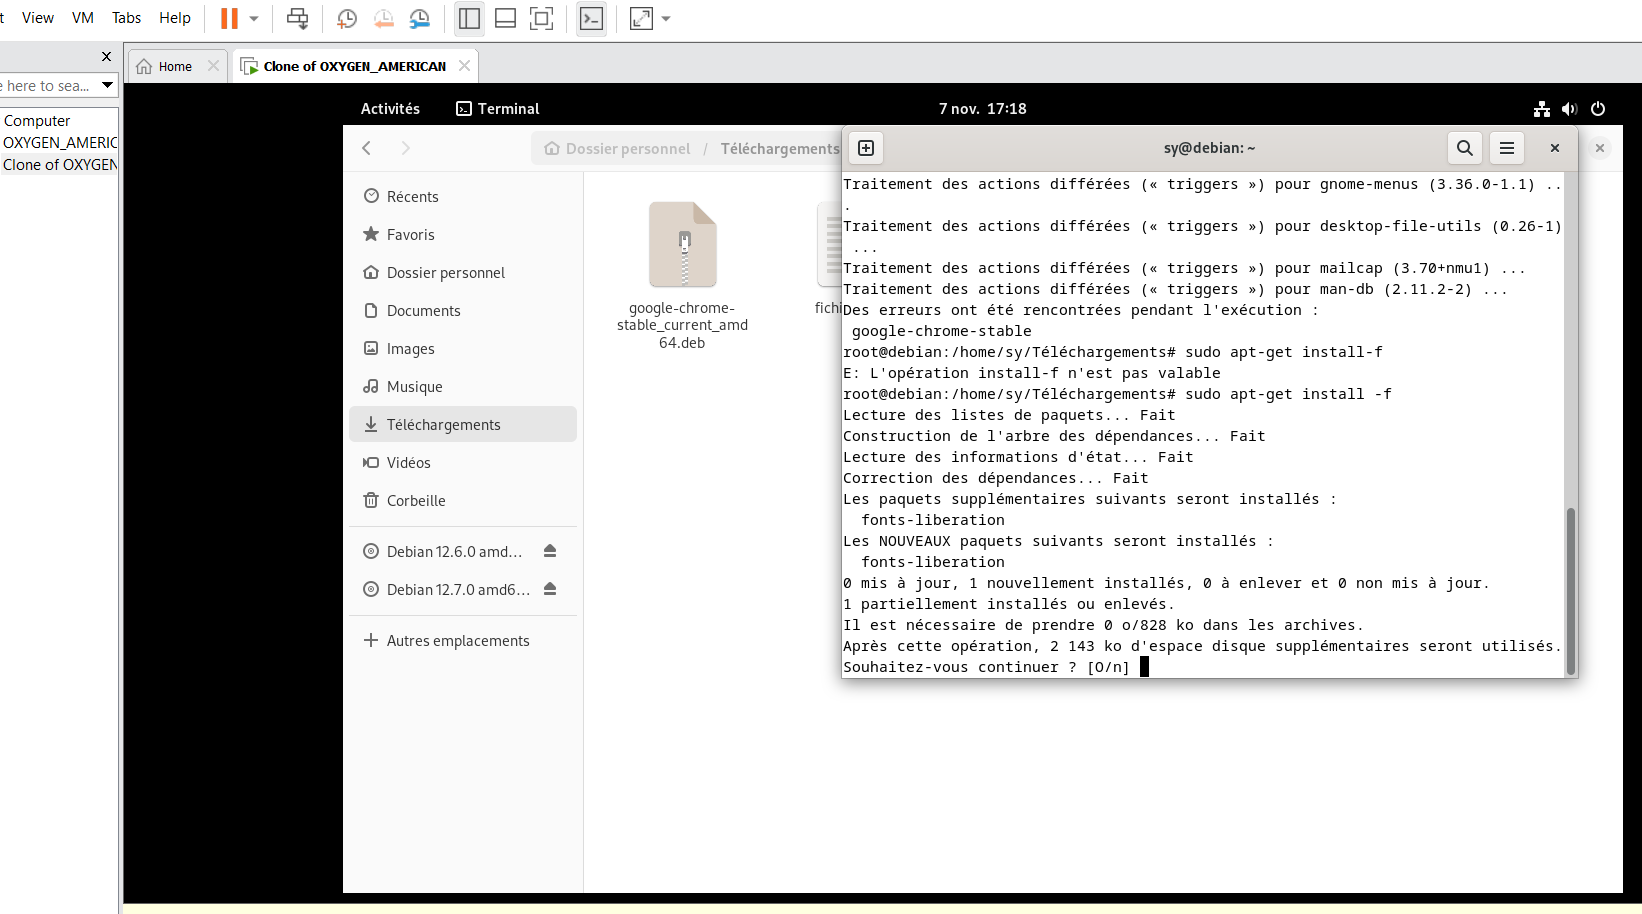 t View VM Tabs Help
e here to sea...
Computer
OXYGEN_AMERIC
Clone of OXYGEN
Home
Clone of OXYGEN_AMERICAN
Activités
Terminal
7 nov. 17:18
Dossier personnel / Téléchargements
Récents
Favoris
Dossier personnel
Documents
Images
Musique
Téléchargements
Vidéos
Corbeille
Debian 12.6.0 amd...
Debian 12.7.0 amd6...
Autres emplacements
google-chrome-
stable_current_amd
64.deb
fichi
sy@debian: ~
Traitement des actions différées (« triggers ») pour gnome-menus (3.36.0-1.1) ..
.
Traitement des actions différées (« triggers ») pour desktop-file-utils (0.26-1)
...
Traitement des actions différées (« triggers ») pour mailcap (3.70+nmu1) ...
Traitement des actions différées (« triggers ») pour man-db (2.11.2-2) ...
Des erreurs ont été rencontrées pendant l'exécution :
google-chrome-stable
root@debian:/home/sy/Téléchargements# sudo apt-get install-f
E: L'opération install-f n'est pas valable
root@debian:/home/sy/Téléchargements# sudo apt-get install -f
Lecture des listes de paquets... Fait
Construction de l'arbre des dépendances... Fait
Lecture des informations d'état... Fait
Correction des dépendances... Fait
Les paquets supplémentaires suivants seront installés :
fonts-liberation
Les NOUVEAUX paquets suivants seront installés :
fonts-liberation
0 mis à jour, 1 nouvellement installés, 0 à enlever et 0 non mis à jour.
1 partiellement installés ou enlevés.
Il est nécessaire de prendre 0 o/828 ko dans les archives.
Après cette opération, 2 143 ko d'espace disque supplémentaires seront utilisés.
Souhaitez-vous continuer ? [O/n]